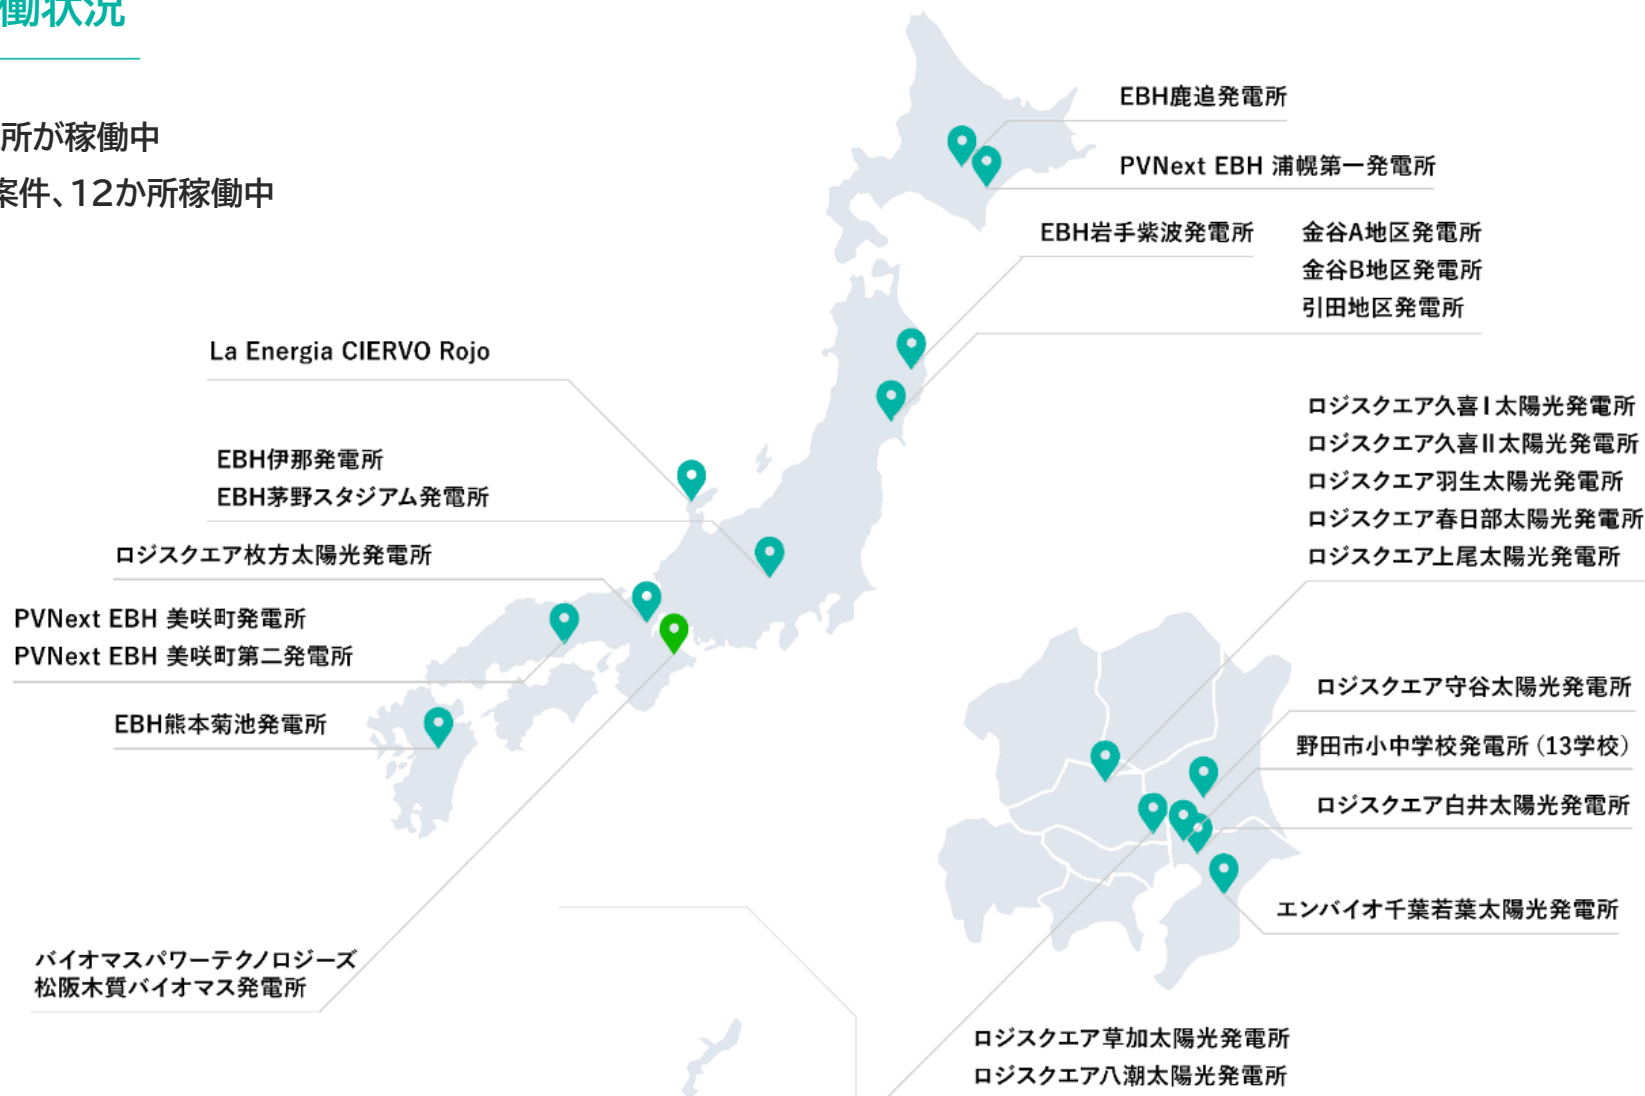 働状況
所が稼働中
案件、12か所稼働中
EBH鹿追発電所
PVNext EBH 浦幌第一発電所
EBH岩手紫波発電所
金谷A地区発電所
金谷B地区発電所
引田地区発電所
La Energia CIERVO Rojo
EBH伊那発電所
EBH茅野スタジアム発電所
ロジスクエア枚方太陽光発電所
PVNext EBH 美咲町発電所
PVNext EBH 美咲町第二発電所
EBH熊本菊池発電所
バイオマスパワーテクノロジーズ
松阪木質バイオマス発電所
ロジスクエア久喜Ⅰ太陽光発電所
ロジスクエア久喜Ⅱ太陽光発電所
ロジスクエア羽生太陽光発電所
ロジスクエア春日部太陽光発電所
ロジスクエア上尾太陽光発電所
ロジスクエア守谷太陽光発電所
野田市小中学校発電所（13学校）
ロジスクエア白井太陽光発電所
エンバイオ千葉若葉太陽光発電所
ロジスクエア草加太陽光発電所
ロジスクエア八潮太陽光発電所